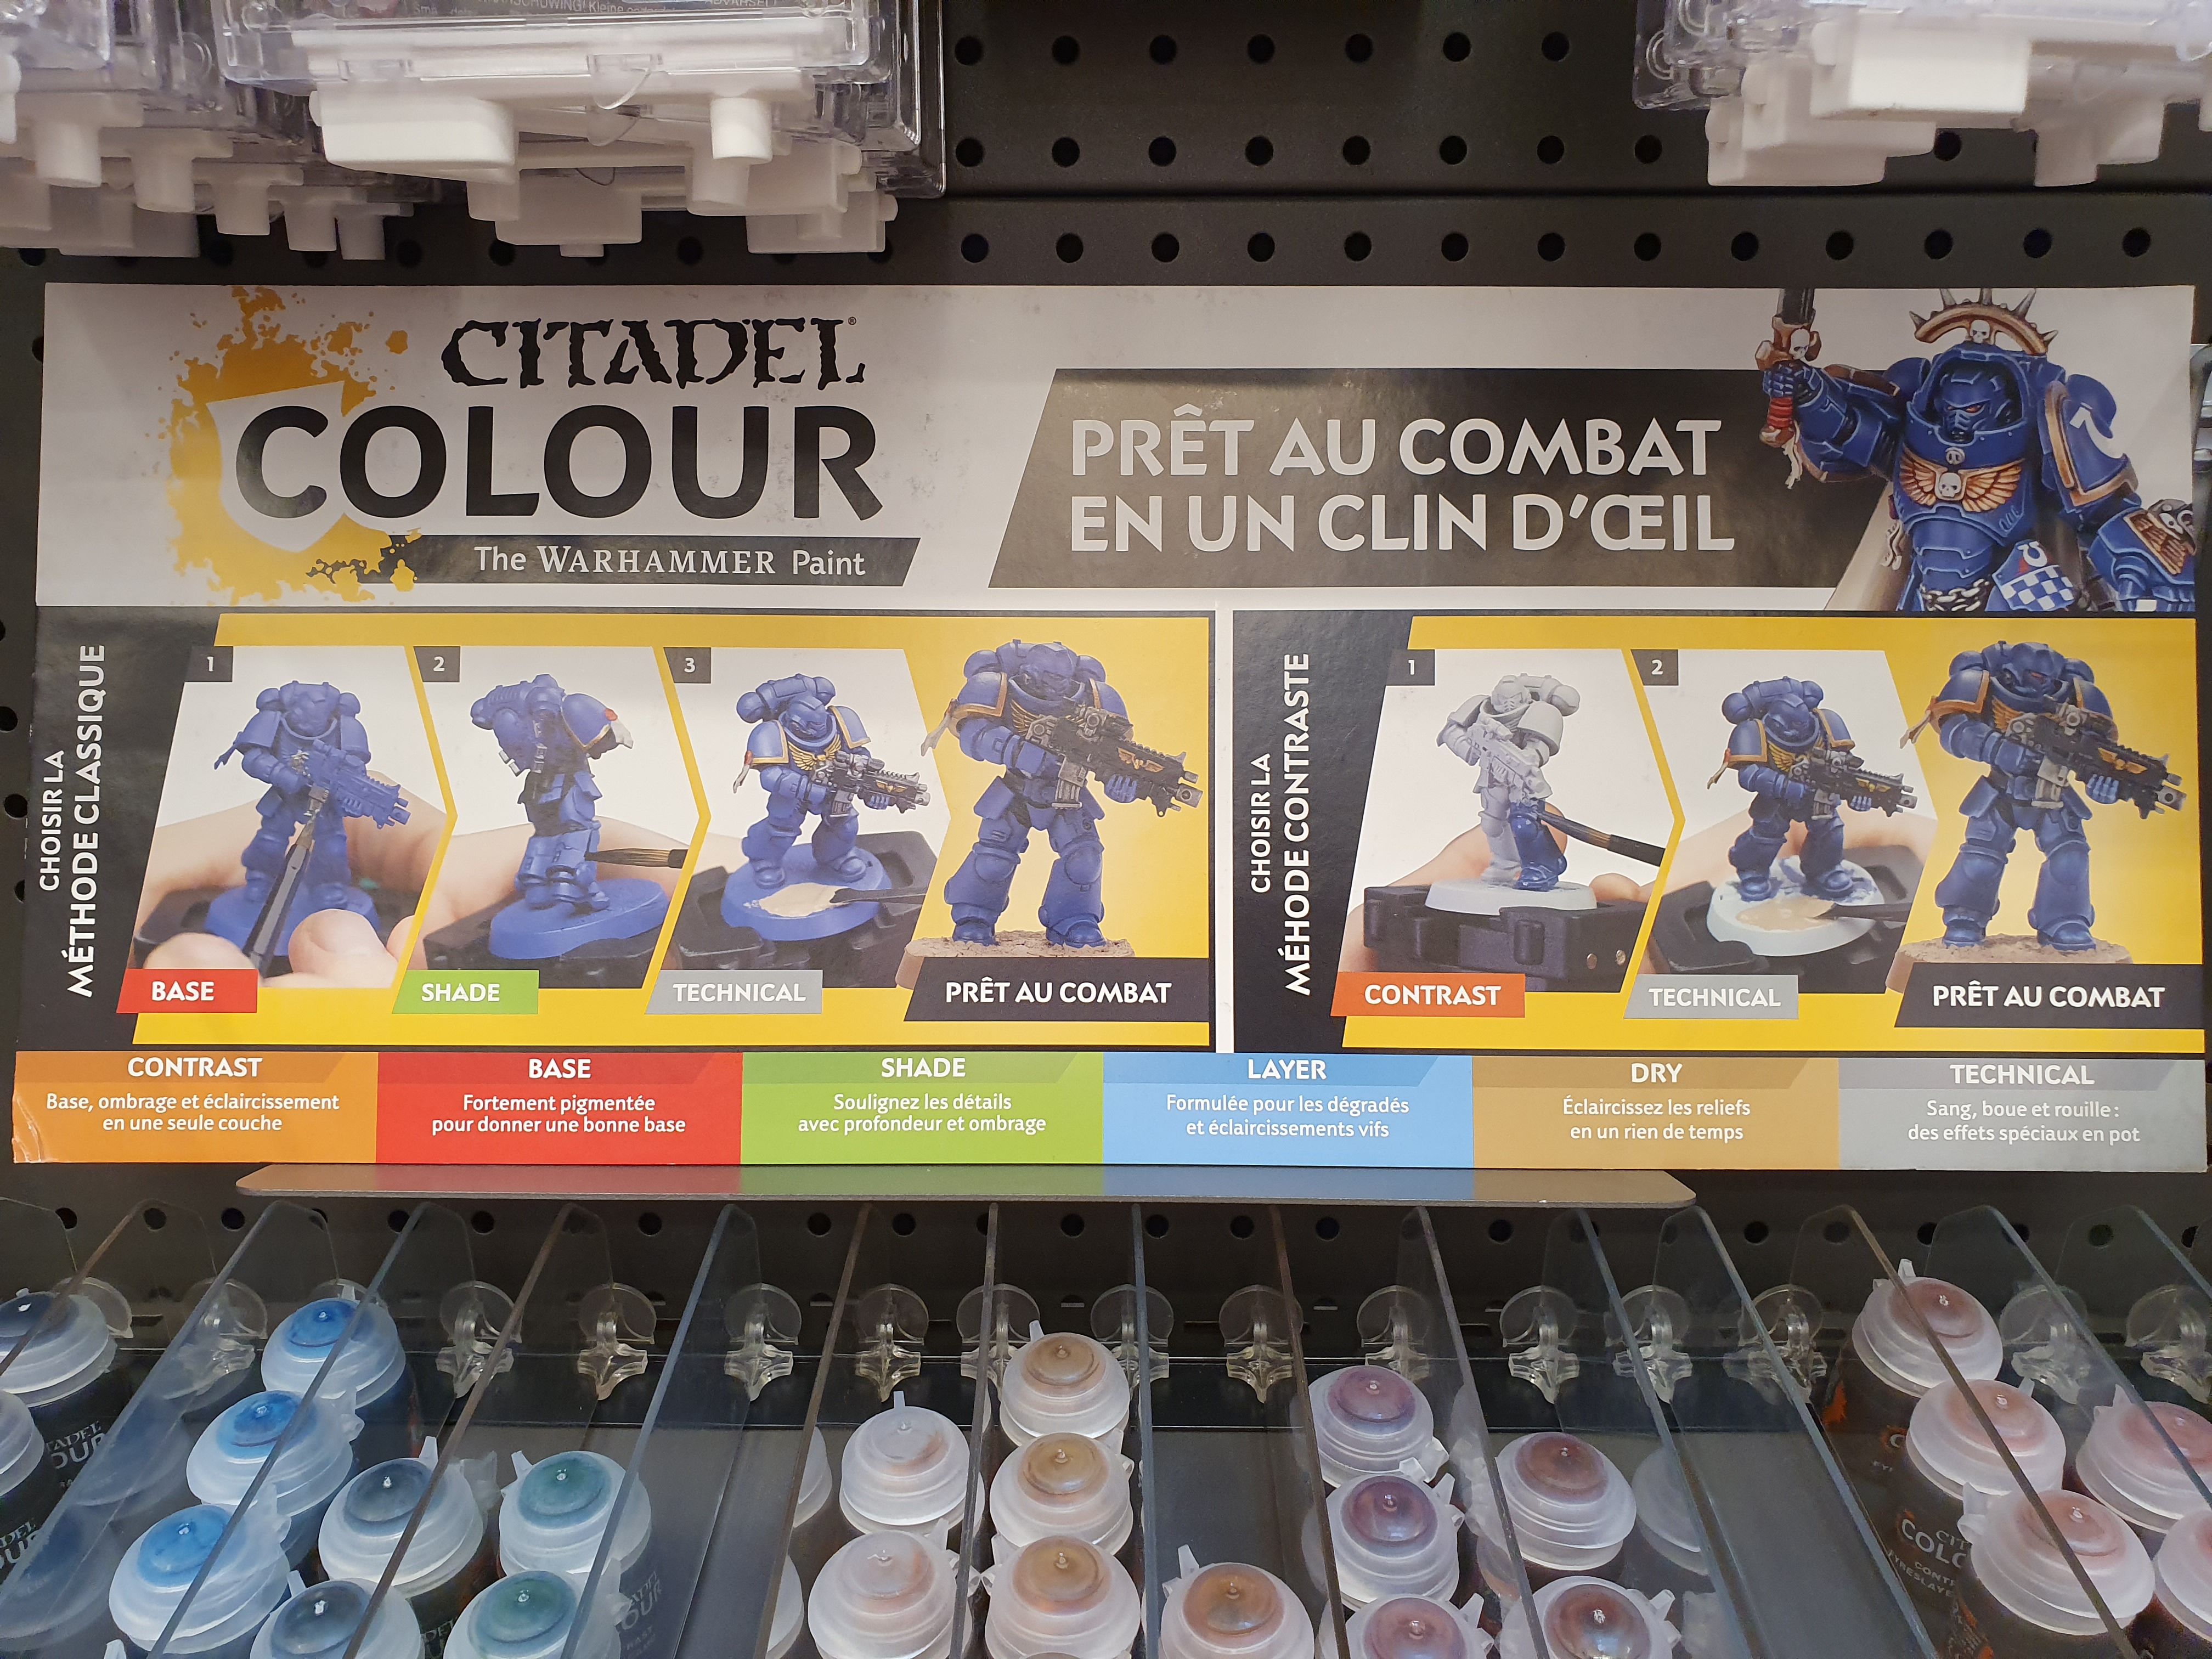 CITADEL®
COLOUR
The WARHAMMER Paint
PRÊT AU COMBAT
EN UN CLIN D'ŒIL
CHOISIR LA
MÉTHODE CLASSIQUE
1
2
3
BASE
SHADE
TECHNICAL
PRÊT AU COMBAT
CHOISIR LA
MÉHODE CONTRASTE
1
2
CONTRAST
TECHNICAL
PRÊT AU COMBAT
CONTRAST
Base, ombrage et éclaircissement
en une seule couche
BASE
Fortement pigmentée
pour donner une bonne base
SHADE
Soulignez les détails
avec profondeur et ombrage
LAYER
Formulée pour les dégradés
et éclaircissements vifs
DRY
Éclaircissez les reliefs
en un rien de temps
TECHNICAL
Sang, boue et rouille :
des effets spéciaux en pot